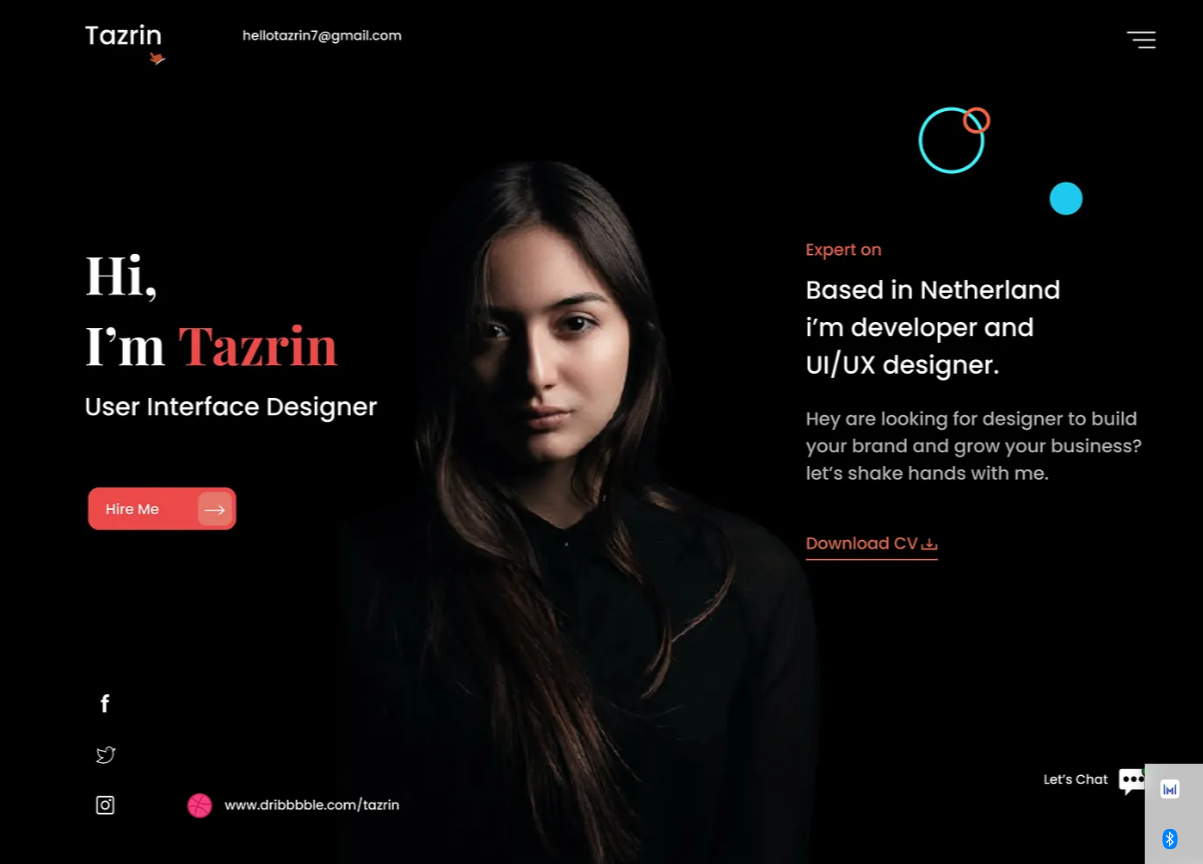 Tazrin
hellotazrin7@gmail.com
Hi,
I'm Tazrin
User Interface Designer
Hire Me
Expert on
Based in Netherland
i'm developer and
UI/UX designer.
Hey are looking for designer to build
your brand and grow your business?
let's shake hands with me.
Download CV
www.dribbbble.com/tazrin
Let's Chat